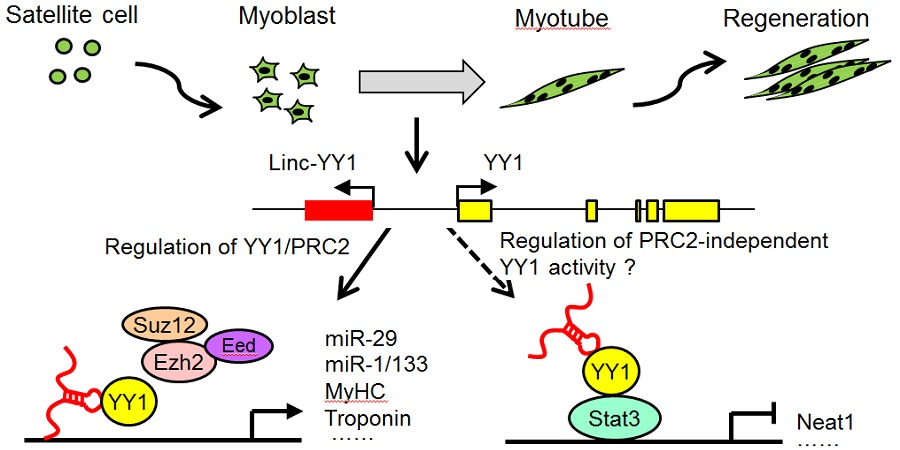 Satellite cell
Myoblast
Myotube
Regeneration
Linc-YY1
YY1
Regulation of YY1/PRC2
Regulation of PRC2-independent
YY1 activity ?
Suz12
Ezh2
Eed
YY1
miR-29
miR-1/133
MyHC
Troponin
......
YY1
Stat3
Neat1
......